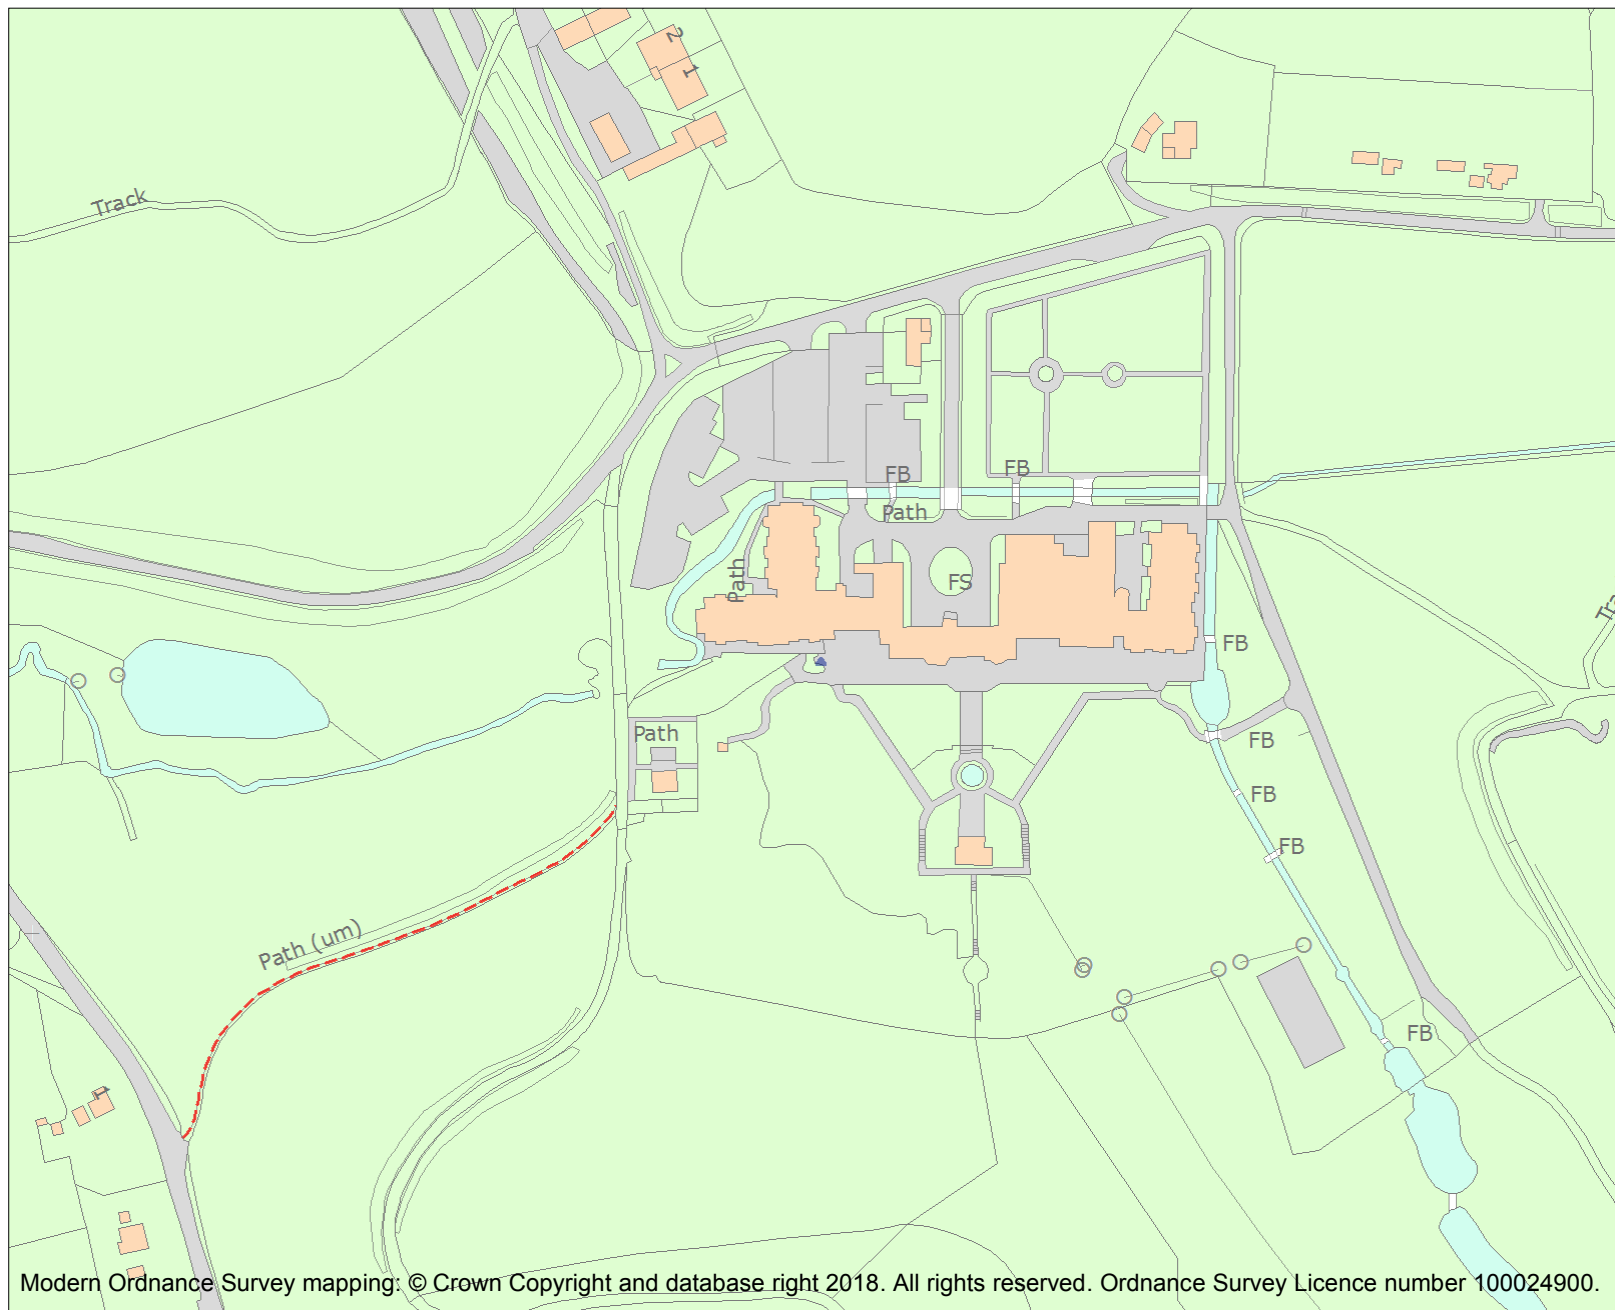 2
1
Track
FB
FB
Path
Path
FS
Tra
FB
Path
FB
FB
FB
Path (um)
FB
1
Modern Ordnance Survey mapping: © Crown Copyright and database right 2018. All rights reserved. Ordnance Survey Licence number 100024900.